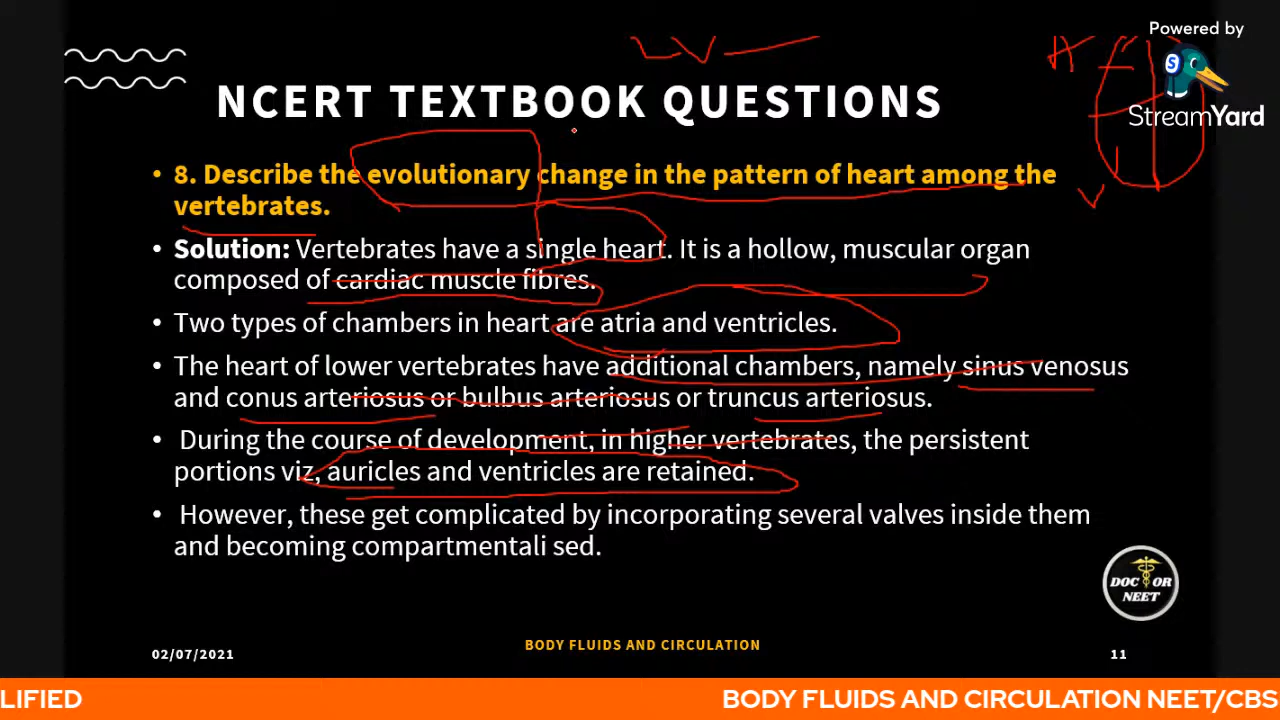 Powered by
StreamYard
LV
A
V
NCERT TEXTBOOK QUESTIONS
• 8. Describe the evolutionary change in the pattern of heart among the
vertebrates.
• Solution: Vertebrates have a single heart. It is a hollow, muscular organ
composed of cardiac muscle fibres.
• Two types of chambers in heart are atria and ventricles.
• The heart of lower vertebrates have additional chambers, namely sinus venosus
and conus arteriosus or bulbus arteriosus or truncus arteriosus.
• During the course of development, in higher vertebrates, the persistent
portions viz, auricles and ventricles are retained.
• However, these get complicated by incorporating several valves inside them
and becoming compartmentali sed.
DOCTOR
NEET
02/07/2021
BODY FLUIDS AND CIRCULATION
11
LIFIED
BODY FLUIDS AND CIRCULATION NEET/CBS